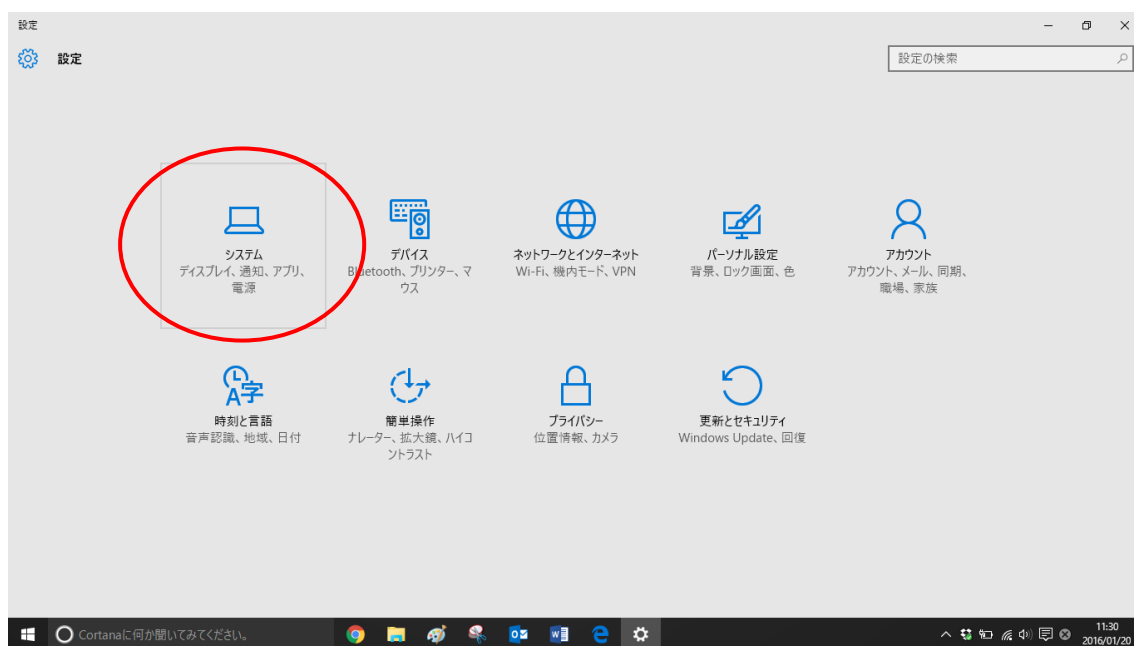 設定
設定
設定の検索
システム
ディスプレイ、通知、アプリ、
電源
デバイス
Bluetooth、プリンター、マ
ウス
ネットワークとインターネット
Wi-Fi、機内モード、VPN
パーソナル設定
背景、ロック画面、色
アカウント
アカウント、メール、同期、
職場、家族
時刻と言語
音声認識、地域、日付
簡単操作
ナレーター、拡大鏡、ハイコ
ントラスト
プライバシー
位置情報、カメラ
更新とセキュリティ
Windows Update、回復
Cortanaに何か聞いてみてください。
11:30
2016/01/20